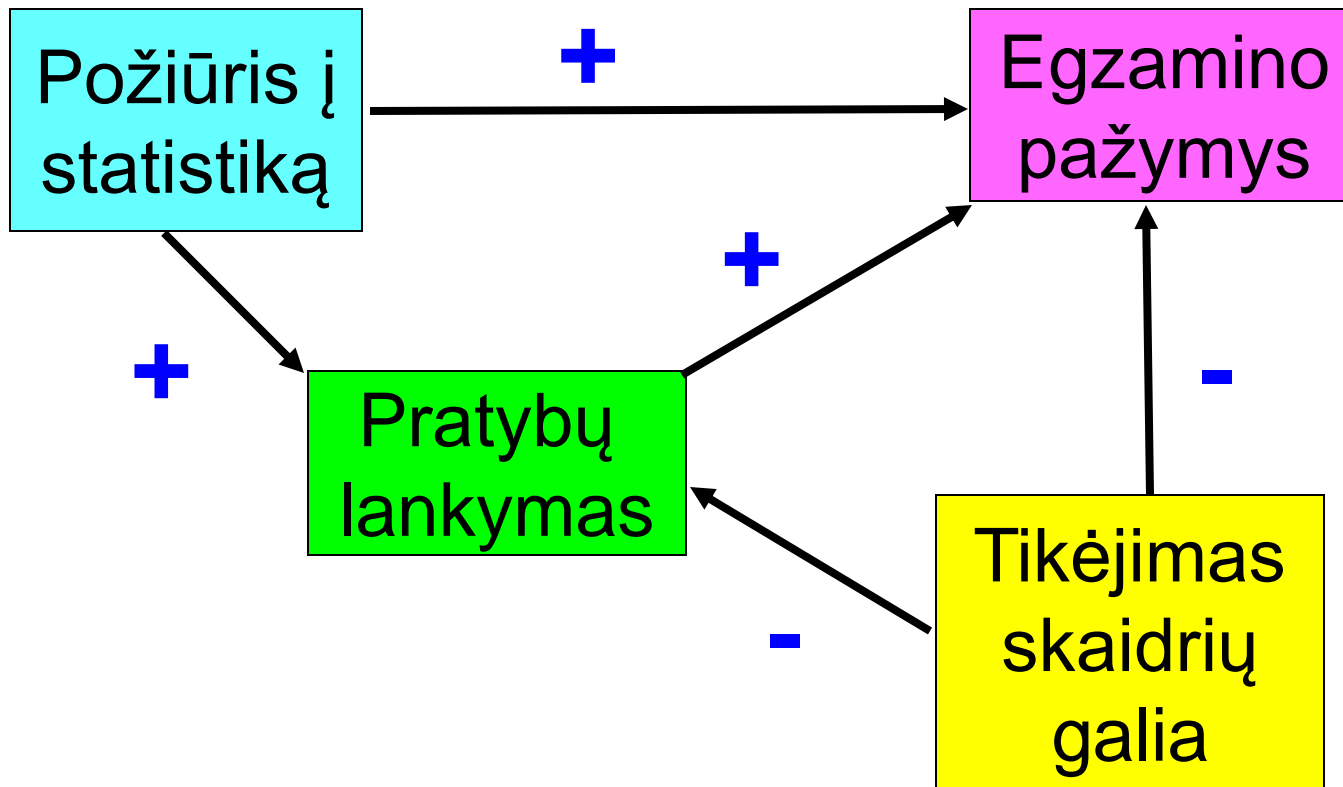 Požiūris į
statistiką
+
Egzamino
pažymys
+
+
-
Pratybų
lankymas
-
Tikėjimas
skaidrių
galia